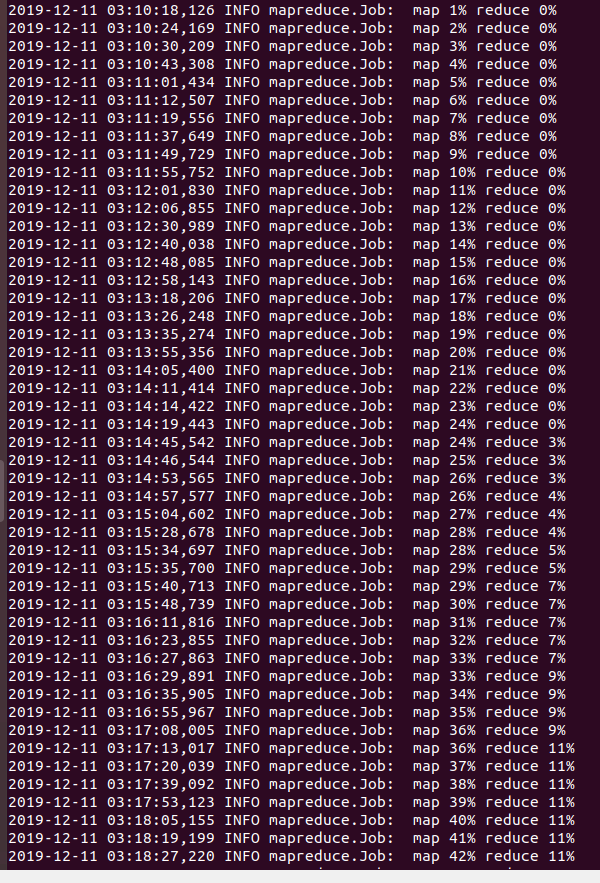 2019-12-11 03:10:18,126 INFO mapreduce.Job:  map 1% reduce 0%
2019-12-11 03:10:24,169 INFO mapreduce.Job:  map 2% reduce 0%
2019-12-11 03:10:30,209 INFO mapreduce.Job:  map 3% reduce 0%
2019-12-11 03:10:43,308 INFO mapreduce.Job:  map 4% reduce 0%
2019-12-11 03:11:01,434 INFO mapreduce.Job:  map 5% reduce 0%
2019-12-11 03:11:12,507 INFO mapreduce.Job:  map 6% reduce 0%
2019-12-11 03:11:19,556 INFO mapreduce.Job:  map 7% reduce 0%
2019-12-11 03:11:37,649 INFO mapreduce.Job:  map 8% reduce 0%
2019-12-11 03:11:49,729 INFO mapreduce.Job:  map 9% reduce 0%
2019-12-11 03:11:55,752 INFO mapreduce.Job:  map 10% reduce 0%
2019-12-11 03:12:01,830 INFO mapreduce.Job:  map 11% reduce 0%
2019-12-11 03:12:06,855 INFO mapreduce.Job:  map 12% reduce 0%
2019-12-11 03:12:30,989 INFO mapreduce.Job:  map 13% reduce 0%
2019-12-11 03:12:40,038 INFO mapreduce.Job:  map 14% reduce 0%
2019-12-11 03:12:48,085 INFO mapreduce.Job:  map 15% reduce 0%
2019-12-11 03:12:58,143 INFO mapreduce.Job:  map 16% reduce 0%
2019-12-11 03:13:18,206 INFO mapreduce.Job:  map 17% reduce 0%
2019-12-11 03:13:26,248 INFO mapreduce.Job:  map 18% reduce 0%
2019-12-11 03:13:35,274 INFO mapreduce.Job:  map 19% reduce 0%
2019-12-11 03:13:55,356 INFO mapreduce.Job:  map 20% reduce 0%
2019-12-11 03:14:05,400 INFO mapreduce.Job:  map 21% reduce 0%
2019-12-11 03:14:11,414 INFO mapreduce.Job:  map 22% reduce 0%
2019-12-11 03:14:14,422 INFO mapreduce.Job:  map 23% reduce 0%
2019-12-11 03:14:19,443 INFO mapreduce.Job:  map 24% reduce 0%
2019-12-11 03:14:45,542 INFO mapreduce.Job:  map 24% reduce 3%
2019-12-11 03:14:46,544 INFO mapreduce.Job:  map 25% reduce 3%
2019-12-11 03:14:53,565 INFO mapreduce.Job:  map 26% reduce 3%
2019-12-11 03:14:57,577 INFO mapreduce.Job:  map 26% reduce 4%
2019-12-11 03:15:04,602 INFO mapreduce.Job:  map 27% reduce 4%
2019-12-11 03:15:28,678 INFO mapreduce.Job:  map 28% reduce 4%
2019-12-11 03:15:34,697 INFO mapreduce.Job:  map 28% reduce 5%
2019-12-11 03:15:35,700 INFO mapreduce.Job:  map 29% reduce 5%
2019-12-11 03:15:40,713 INFO mapreduce.Job:  map 29% reduce 7%
2019-12-11 03:15:48,739 INFO mapreduce.Job:  map 30% reduce 7%
2019-12-11 03:16:11,816 INFO mapreduce.Job:  map 31% reduce 7%
2019-12-11 03:16:23,855 INFO mapreduce.Job:  map 32% reduce 7%
2019-12-11 03:16:27,863 INFO mapreduce.Job:  map 33% reduce 7%
2019-12-11 03:16:29,891 INFO mapreduce.Job:  map 33% reduce 9%
2019-12-11 03:16:35,905 INFO mapreduce.Job:  map 34% reduce 9%
2019-12-11 03:16:55,967 INFO mapreduce.Job:  map 35% reduce 9%
2019-12-11 03:17:08,005 INFO mapreduce.Job:  map 36% reduce 9%
2019-12-11 03:17:13,017 INFO mapreduce.Job:  map 36% reduce 11%
2019-12-11 03:17:20,039 INFO mapreduce.Job:  map 37% reduce 11%
2019-12-11 03:17:39,092 INFO mapreduce.Job:  map 38% reduce 11%
2019-12-11 03:17:53,123 INFO mapreduce.Job:  map 39% reduce 11%
2019-12-11 03:18:05,155 INFO mapreduce.Job:  map 40% reduce 11%
2019-12-11 03:18:19,199 INFO mapreduce.Job:  map 41% reduce 11%
2019-12-11 03:18:27,220 INFO mapreduce.Job:  map 42% reduce 11%